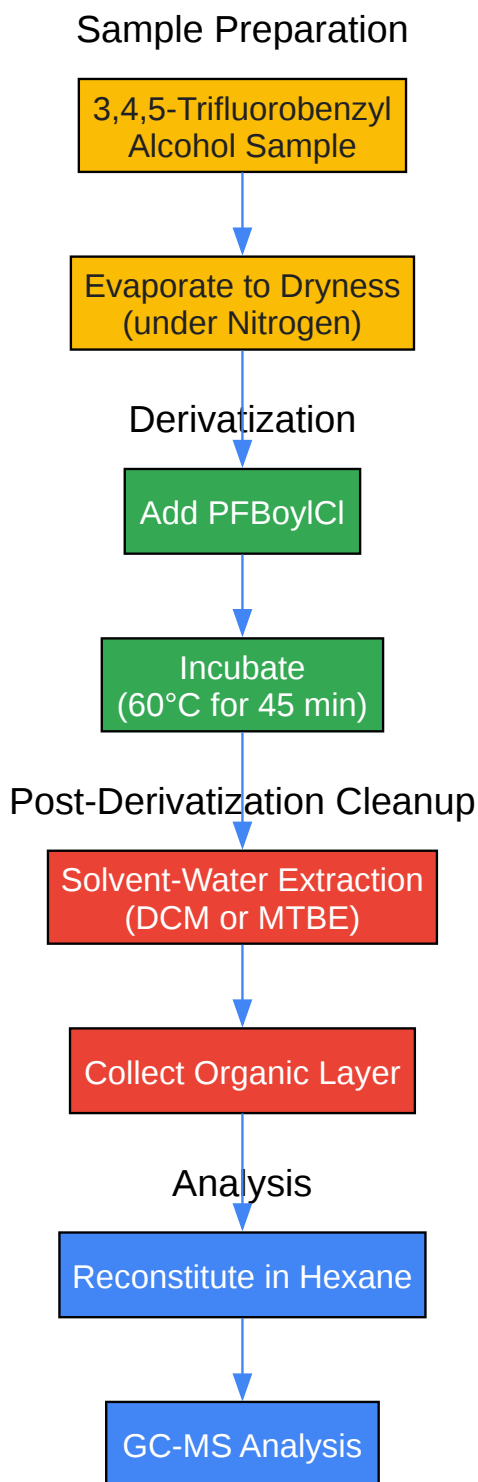 Sample Preparation
3,4,5-Trifluorobenzyl
Alcohol Sample
Evaporate to Dryness
(under Nitrogen)
Derivatization
Add PFBoylCl
Incubate
(60°C for 45 min)
Post-Derivatization Cleanup
Solvent-Water Extraction
(DCM or MTBE)
Collect Organic Layer
Analysis
Reconstitute in Hexane
GC-MS Analysis